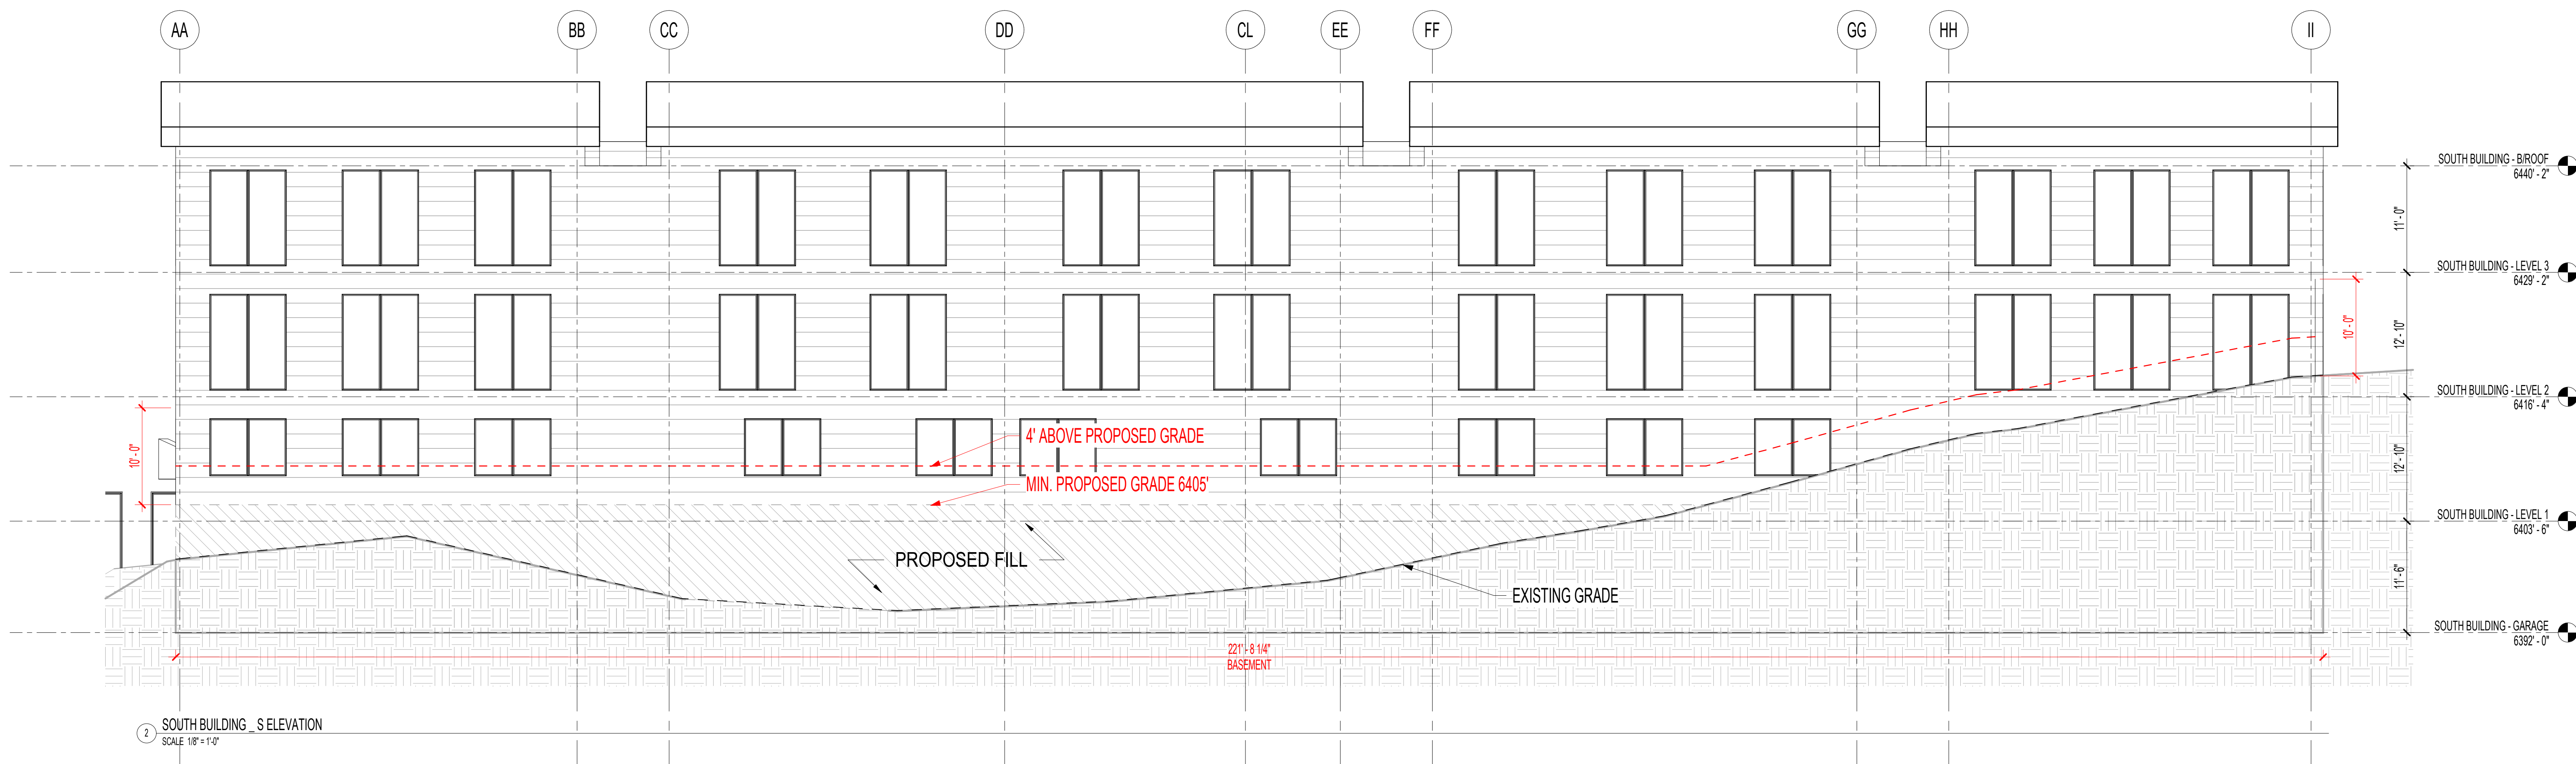 AA
BB
CC
DD
CL
EE
FF
GG
HH
II
SOUTH BUILDING - B/ROOF
6440' - 2"
11' - 0"
SOUTH BUILDING - LEVEL 3
6429' - 2"
10' - 0"
12' - 10"
SOUTH BUILDING - LEVEL 2
6416' - 4"
10' - 0"
4' ABOVE PROPOSED GRADE
12' - 10"
MIN. PROPOSED GRADE 6405'
SOUTH BUILDING - LEVEL 1
6403' - 6"
PROPOSED FILL
11' - 6"
EXISTING GRADE
SOUTH BUILDING - GARAGE
6392' - 0"
221' - 8 1/4"
BASEMENT
2
SOUTH BUILDING _ S ELEVATION
SCALE 1/8" = 1'-0"